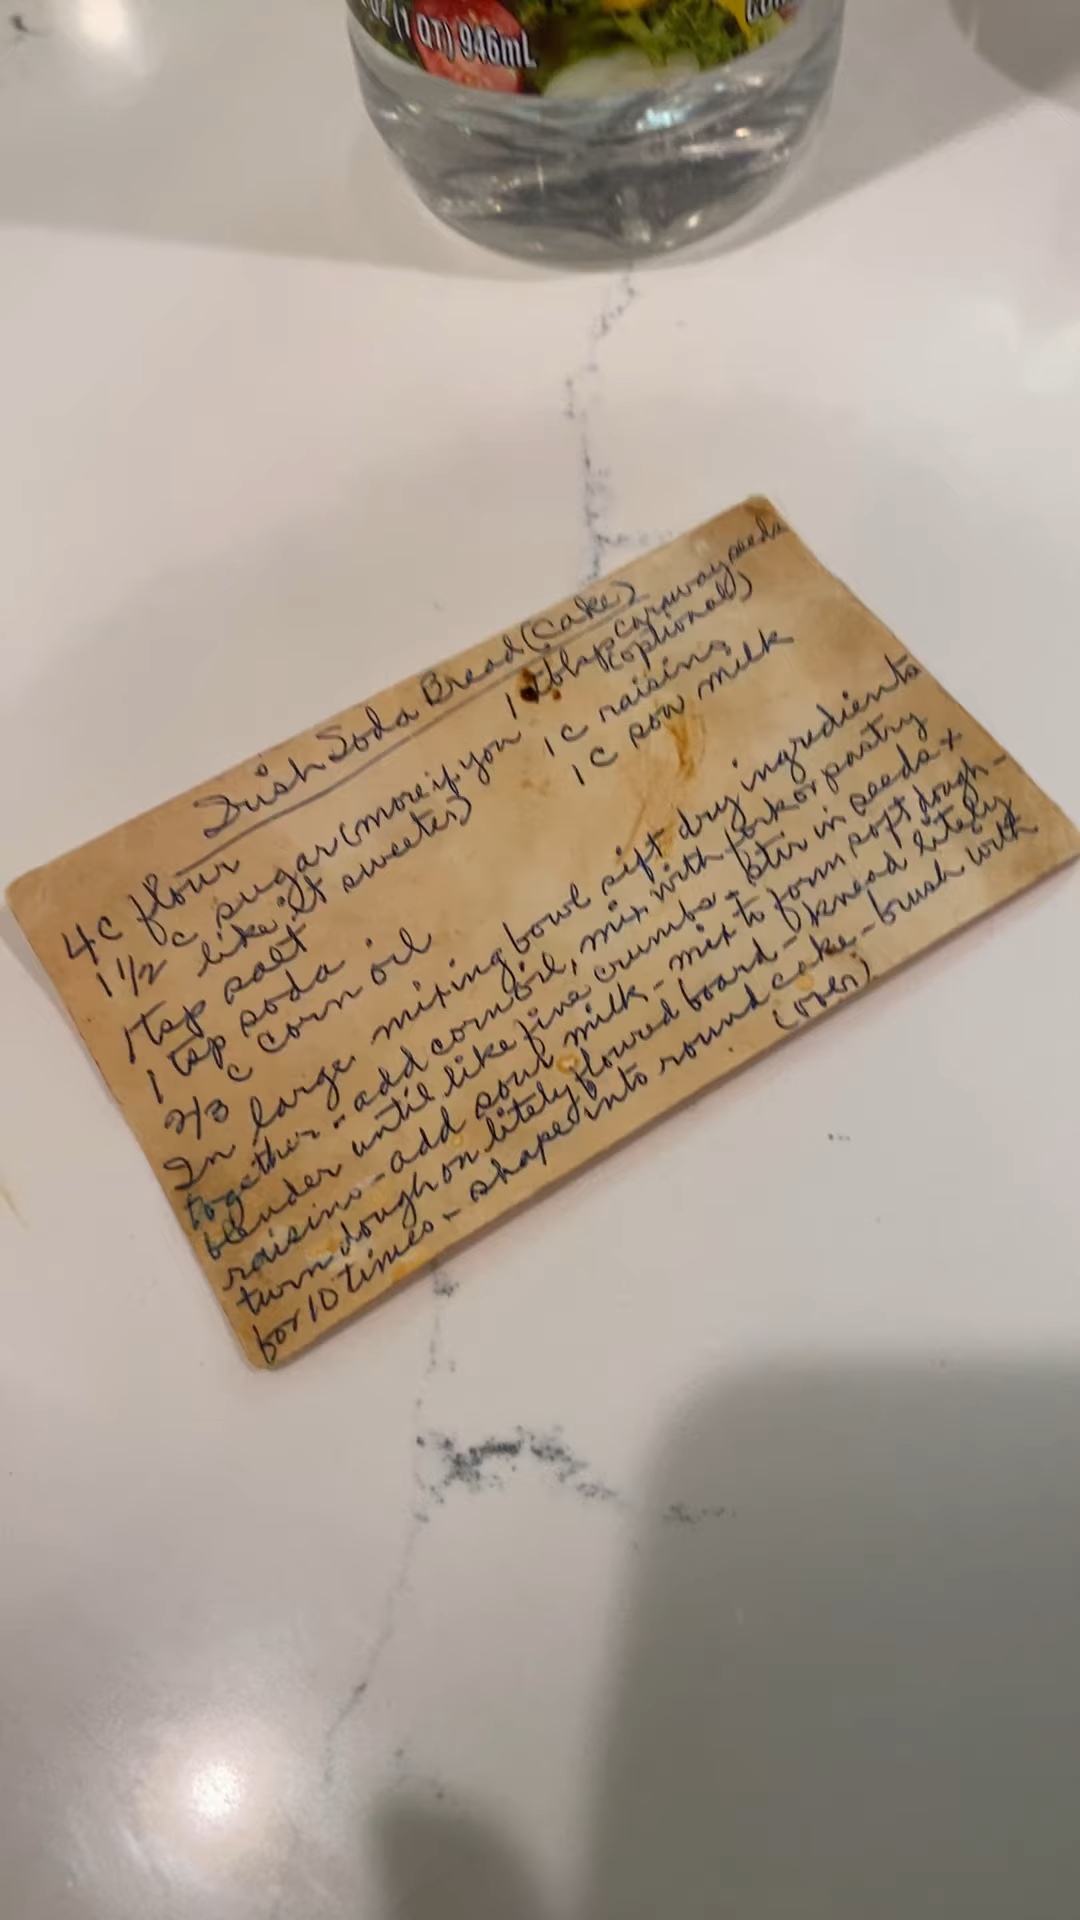 OZ (1 QT) 946mL
Irish Soda Bread (Cake)
4 c flour
1 1/2 c sugar (more if you
like it sweeter)
1 tsp salt
1 tsp soda
2/3 c corn oil
1 tblsp caraway seeds
(optional)
1 c raisins
1 c sour milk
In large mixing bowl sift dry ingredients
together - add corn oil, mix with fork or pastry
blender until like fine crumbs - stir in seeds +
raisins - add sour milk - mix to form soft dough -
turn dough on litely floured board - knead litely
for 10 times - shape into round cake - brush with
(over)